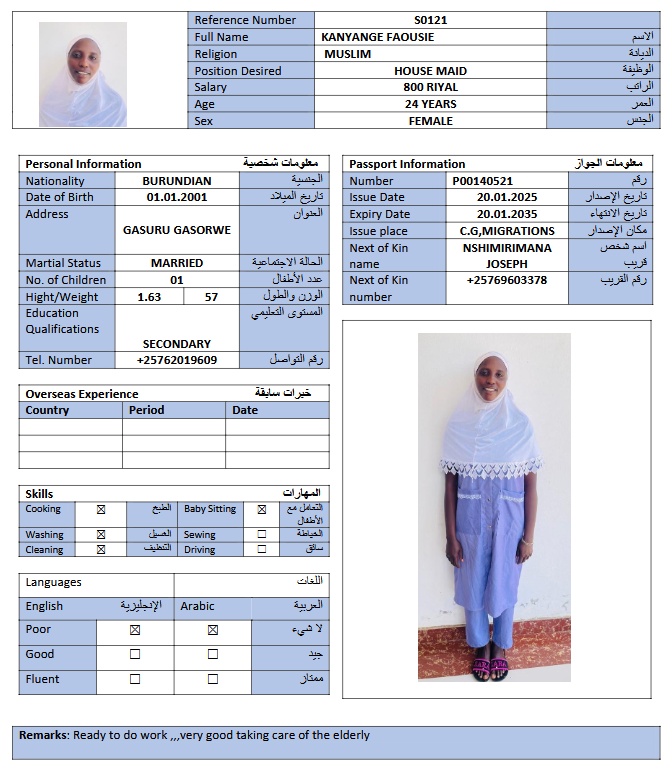 Reference Number S0121
Full Name KANYANGE FAOUSIE الاسم
Religion MUSLIM الديانة
Position Desired HOUSE MAID الوظيفة
Salary 800 RIYAL الراتب
Age 24 YEARS العمر
Sex FEMALE الجنس
Personal Information معلومات شخصية
Nationality BURUNDIAN الجنسية
Date of Birth 01.01.2001 تاريخ الميلاد
Address GASURU GASORWE العنوان
Martial Status MARRIED الحالة الاجتماعية
No. of Children 01 عدد الأطفال
Hight/Weight 1.63 57 الوزن والطول
Education Qualifications SECONDARY المستوى التعليمي
Tel. Number +25762019609 رقم التواصل
Passport Information معلومات الجواز
Number P00140521 رقم
Issue Date 20.01.2025 تاريخ الإصدار
Expiry Date 20.01.2035 تاريخ الانتهاء
Issue place C.G,MIGRATIONS مكان الإصدار
Next of Kin NSHIMIRIMANA اسم شخص
name JOSEPH قريب
Next of Kin +25769603378 رقم القريب
number
Overseas Experience خبرات سابقة
Country Period Date
Skills المهارات
Cooking ☒ الطبخ Baby Sitting ☒ التعامل مع الأطفال
Washing ☒ الغسيل Sewing ☐ الخياطة
Cleaning ☒ التنظيف Driving ☐ سائق
Languages اللغات
English الإنجليزية Arabic العربية
Poor ☒ ☒ لا شيء
Good ☐ ☐ جيد
Fluent ☐ ☐ ممتاز
Remarks: Ready to do work ,,,very good taking care of the elderly